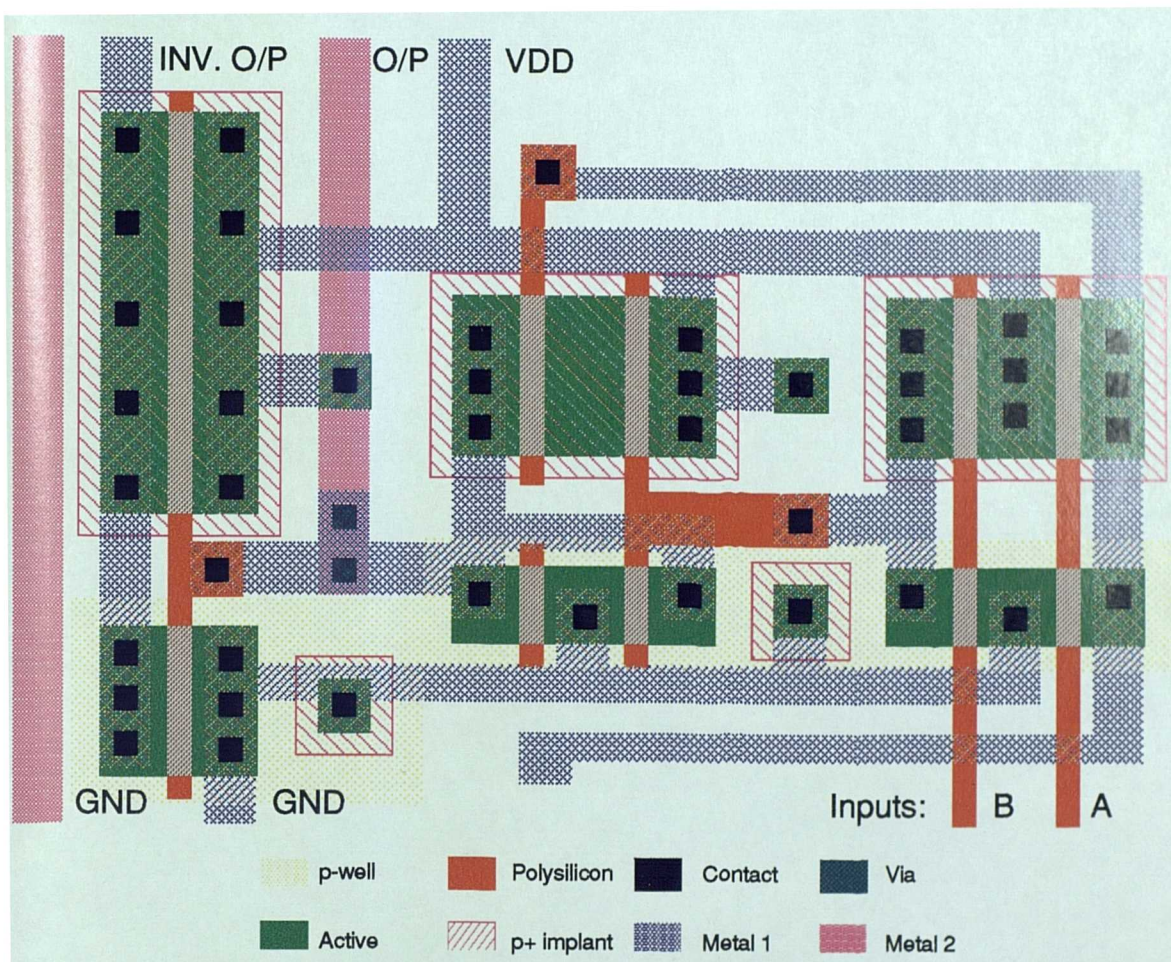 INV. O/P O/P VDD
GND GND Inputs: B A
p-well Polysilicon Contact Via
Active p+ implant Metal 1 Metal 2